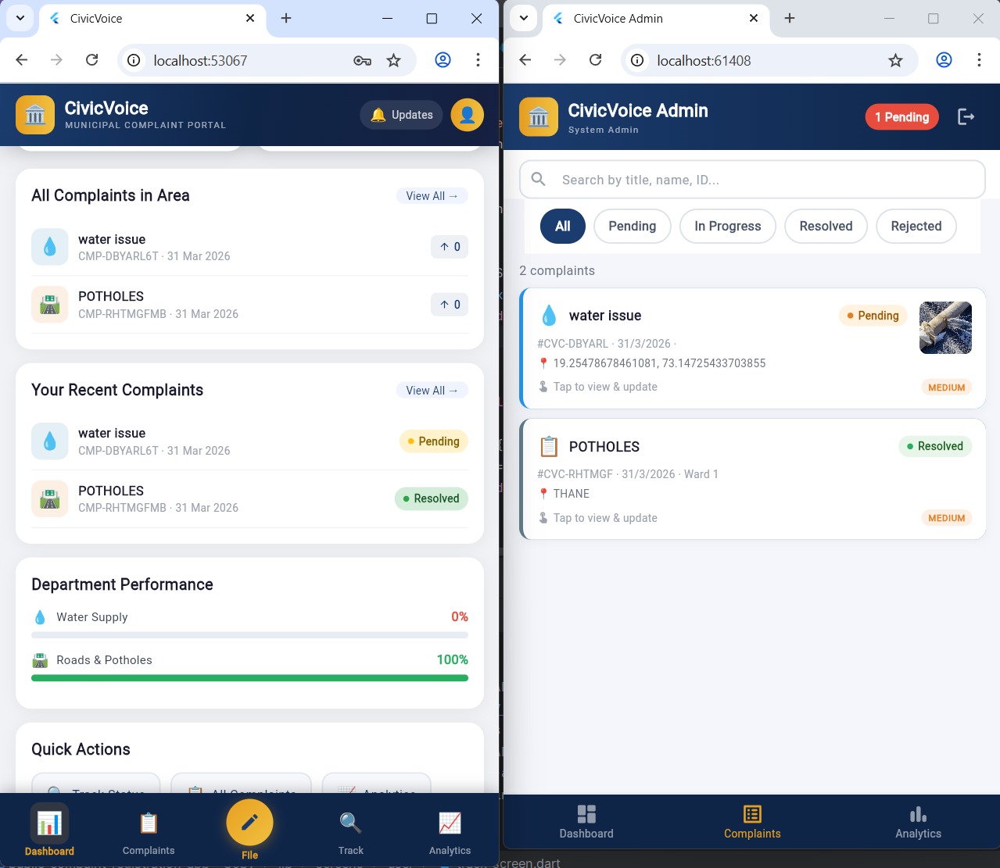 CivicVoice
localhost:53067
CivicVoice
MUNICIPAL COMPLAINT PORTAL
Updates
All Complaints in Area
View All →
water issue
CMP-DBYARL6T · 31 Mar 2026
↑ 0
POTHOLES
CMP-RHTMGFMB · 31 Mar 2026
↑ 0
Your Recent Complaints
View All →
water issue
CMP-DBYARL6T · 31 Mar 2026
Pending
POTHOLES
CMP-RHTMGFMB · 31 Mar 2026
Resolved
Department Performance
Water Supply
0%
Roads & Potholes
100%
Quick Actions
Track Status
All Complaints
Analytics
Dashboard
Complaints
File
Track
Analytics
CivicVoice Admin
localhost:61408
CivicVoice Admin
System Admin
1 Pending
Search by title, name, ID...
All
Pending
In Progress
Resolved
Rejected
2 complaints
water issue
Pending
#CVC-DBYARL · 31/3/2026 ·
19.25478678461081, 73.14725433703855
Tap to view & update
MEDIUM
POTHOLES
Resolved
#CVC-RHTMGF · 31/3/2026 · Ward 1
THANE
Tap to view & update
MEDIUM
Dashboard
Complaints
Analytics